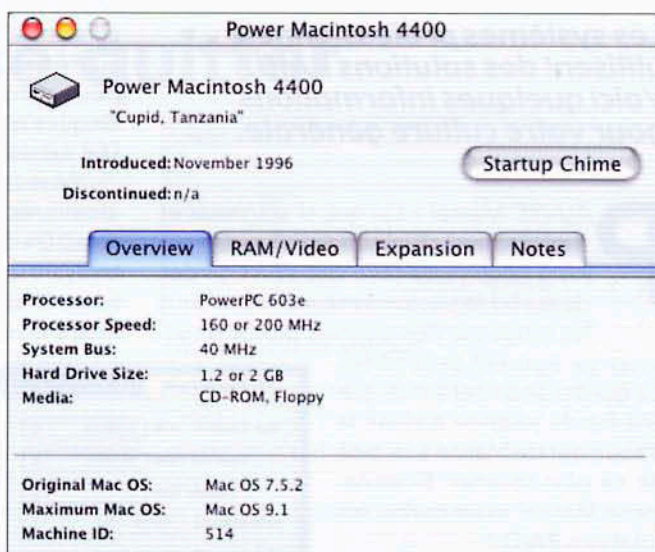 Power Macintosh 4400
Power Macintosh 4400
"Cupid, Tanzania"
Introduced: November 1996
Startup Chime
Discontinued: n/a
Overview RAM/Video Expansion Notes
Processor: PowerPC 603e
Processor Speed: 160 or 200 MHz
System Bus: 40 MHz
Hard Drive Size: 1.2 or 2 GB
Media: CD-ROM, Floppy
Original Mac OS: Mac OS 7.5.2
Maximum Mac OS: Mac OS 9.1
Machine ID: 514